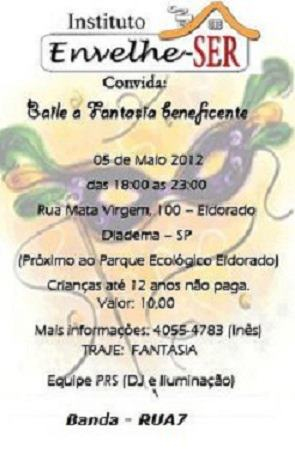 Instituto
Envelhe-SER
Convida:
Baile a Fantasia Beneficente
05 de Maio 2012
das 18:00 as 23:00
Rua Mata Virgem, 100 - Eldorado
Diadema - SP
(Próximo ao Parque Ecológico Eldorado)
Crianças até 12 anos não paga.
Valor: 10,00
Mais informações: 4055-4783 (Inês)
TRAJE: FANTASIA
Equipe PRS (DJ e Iluminação)
Banda - RUA7